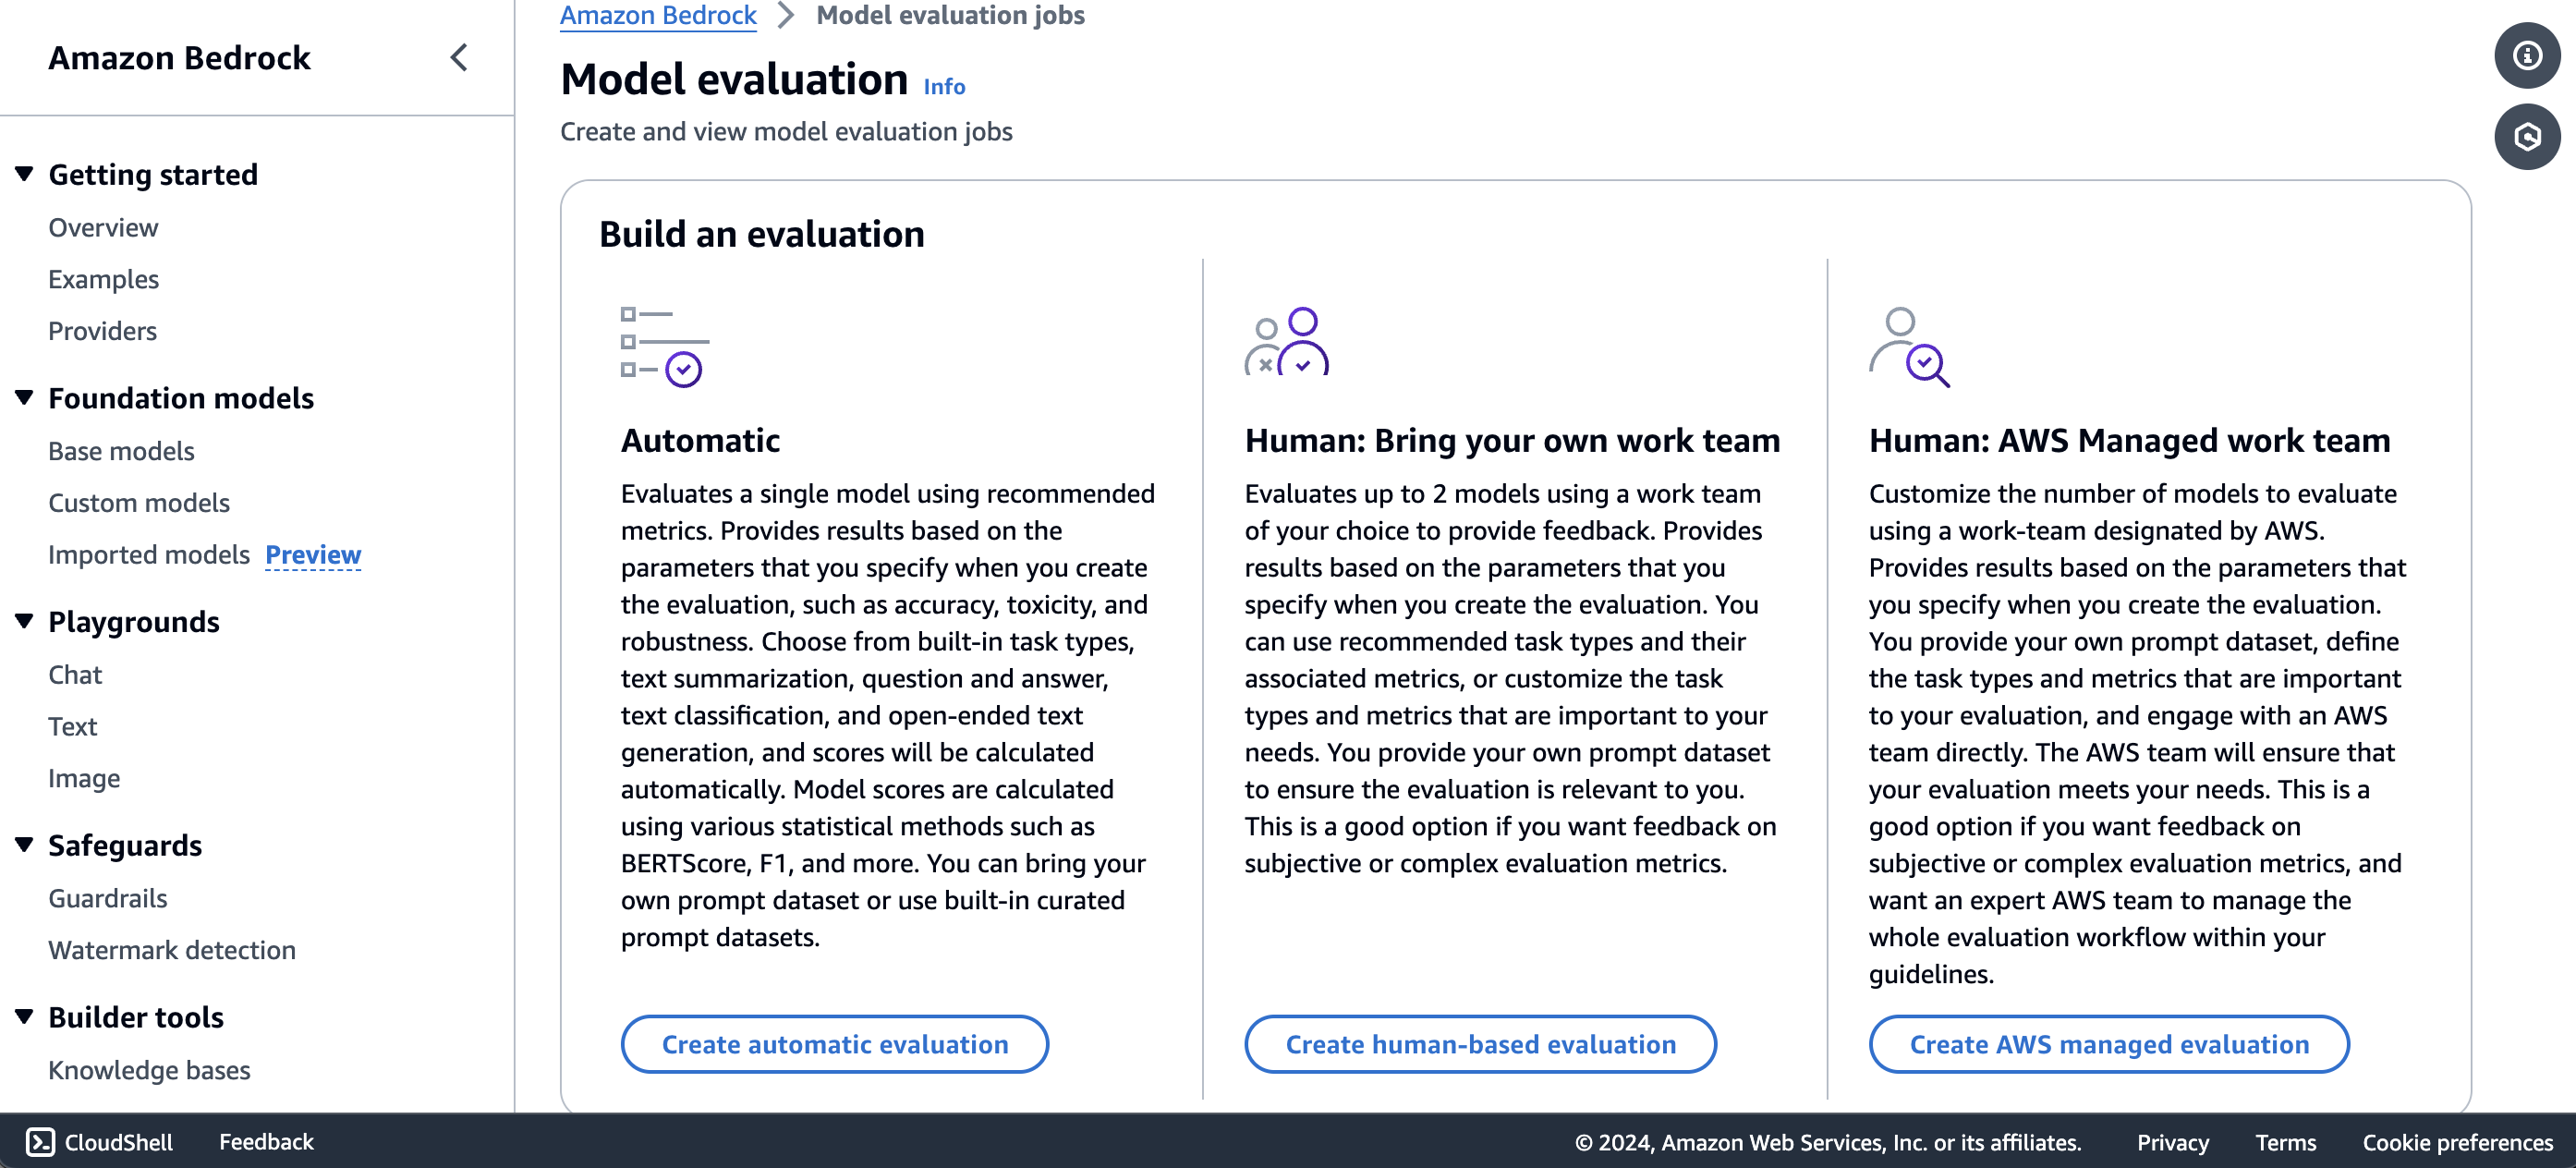 Amazon Bedrock
Getting started
Overview
Examples
Providers
Foundation models
Base models
Custom models
Imported models Preview
Playgrounds
Chat
Text
Image
Safeguards
Guardrails
Watermark detection
Builder tools
Knowledge bases
Amazon Bedrock > Model evaluation jobs
Model evaluation Info
Create and view model evaluation jobs
Build an evaluation
Automatic
Evaluates a single model using recommended
metrics. Provides results based on the
parameters that you specify when you create
the evaluation, such as accuracy, toxicity, and
robustness. Choose from built-in task types,
text summarization, question and answer,
text classification, and open-ended text
generation, and scores will be calculated
automatically. Model scores are calculated
using various statistical methods such as
BERTScore, F1, and more. You can bring your
own prompt dataset or use built-in curated
prompt datasets.
Create automatic evaluation
Human: Bring your own work team
Evaluates up to 2 models using a work team
of your choice to provide feedback. Provides
results based on the parameters that you
specify when you create the evaluation. You
can use recommended task types and their
associated metrics, or customize the task
types and metrics that are important to your
needs. You provide your own prompt dataset
to ensure the evaluation is relevant to you.
This is a good option if you want feedback on
subjective or complex evaluation metrics.
Create human-based evaluation
Human: AWS Managed work team
Customize the number of models to evaluate
using a work-team designated by AWS.
Provides results based on the parameters that
you specify when you create the evaluation.
You provide your own prompt dataset, define
the task types and metrics that are important
to your evaluation, and engage with an AWS
team directly. The AWS team will ensure that
your evaluation meets your needs. This is a
good option if you want feedback on
subjective or complex evaluation metrics, and
want an expert AWS team to manage the
whole evaluation workflow within your
guidelines.
Create AWS managed evaluation
CloudShell Feedback © 2024, Amazon Web Services, Inc. or its affiliates. Privacy Terms Cookie preferences